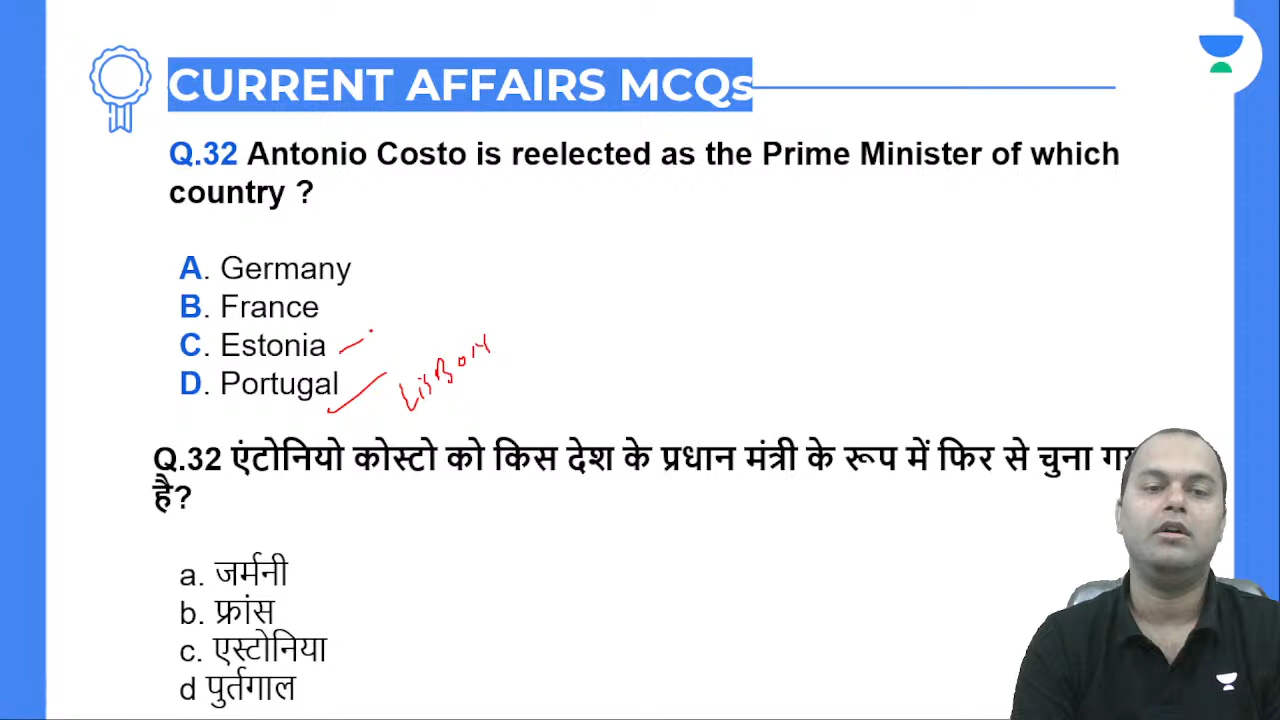 CURRENT AFFAIRS MCQs
Q.32 Antonio Costo is reelected as the Prime Minister of which
country ?
A. Germany
B. France
C. Estonia
D. Portugal
LisBon
Q.32 एंटोनियो कोस्टो को किस देश के प्रधान मंत्री के रूप में फिर से चुना
है?
a. जर्मनी
b. फ्रांस
c. एस्टोनिया
d पुर्तगाल